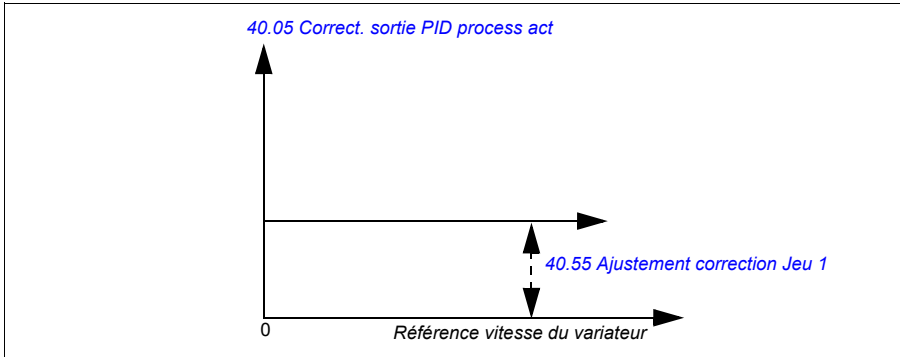 40.05 Correct. sortie PID process act
40.55 Ajustement correction Jeu 1
0
Référence vitesse du variateur